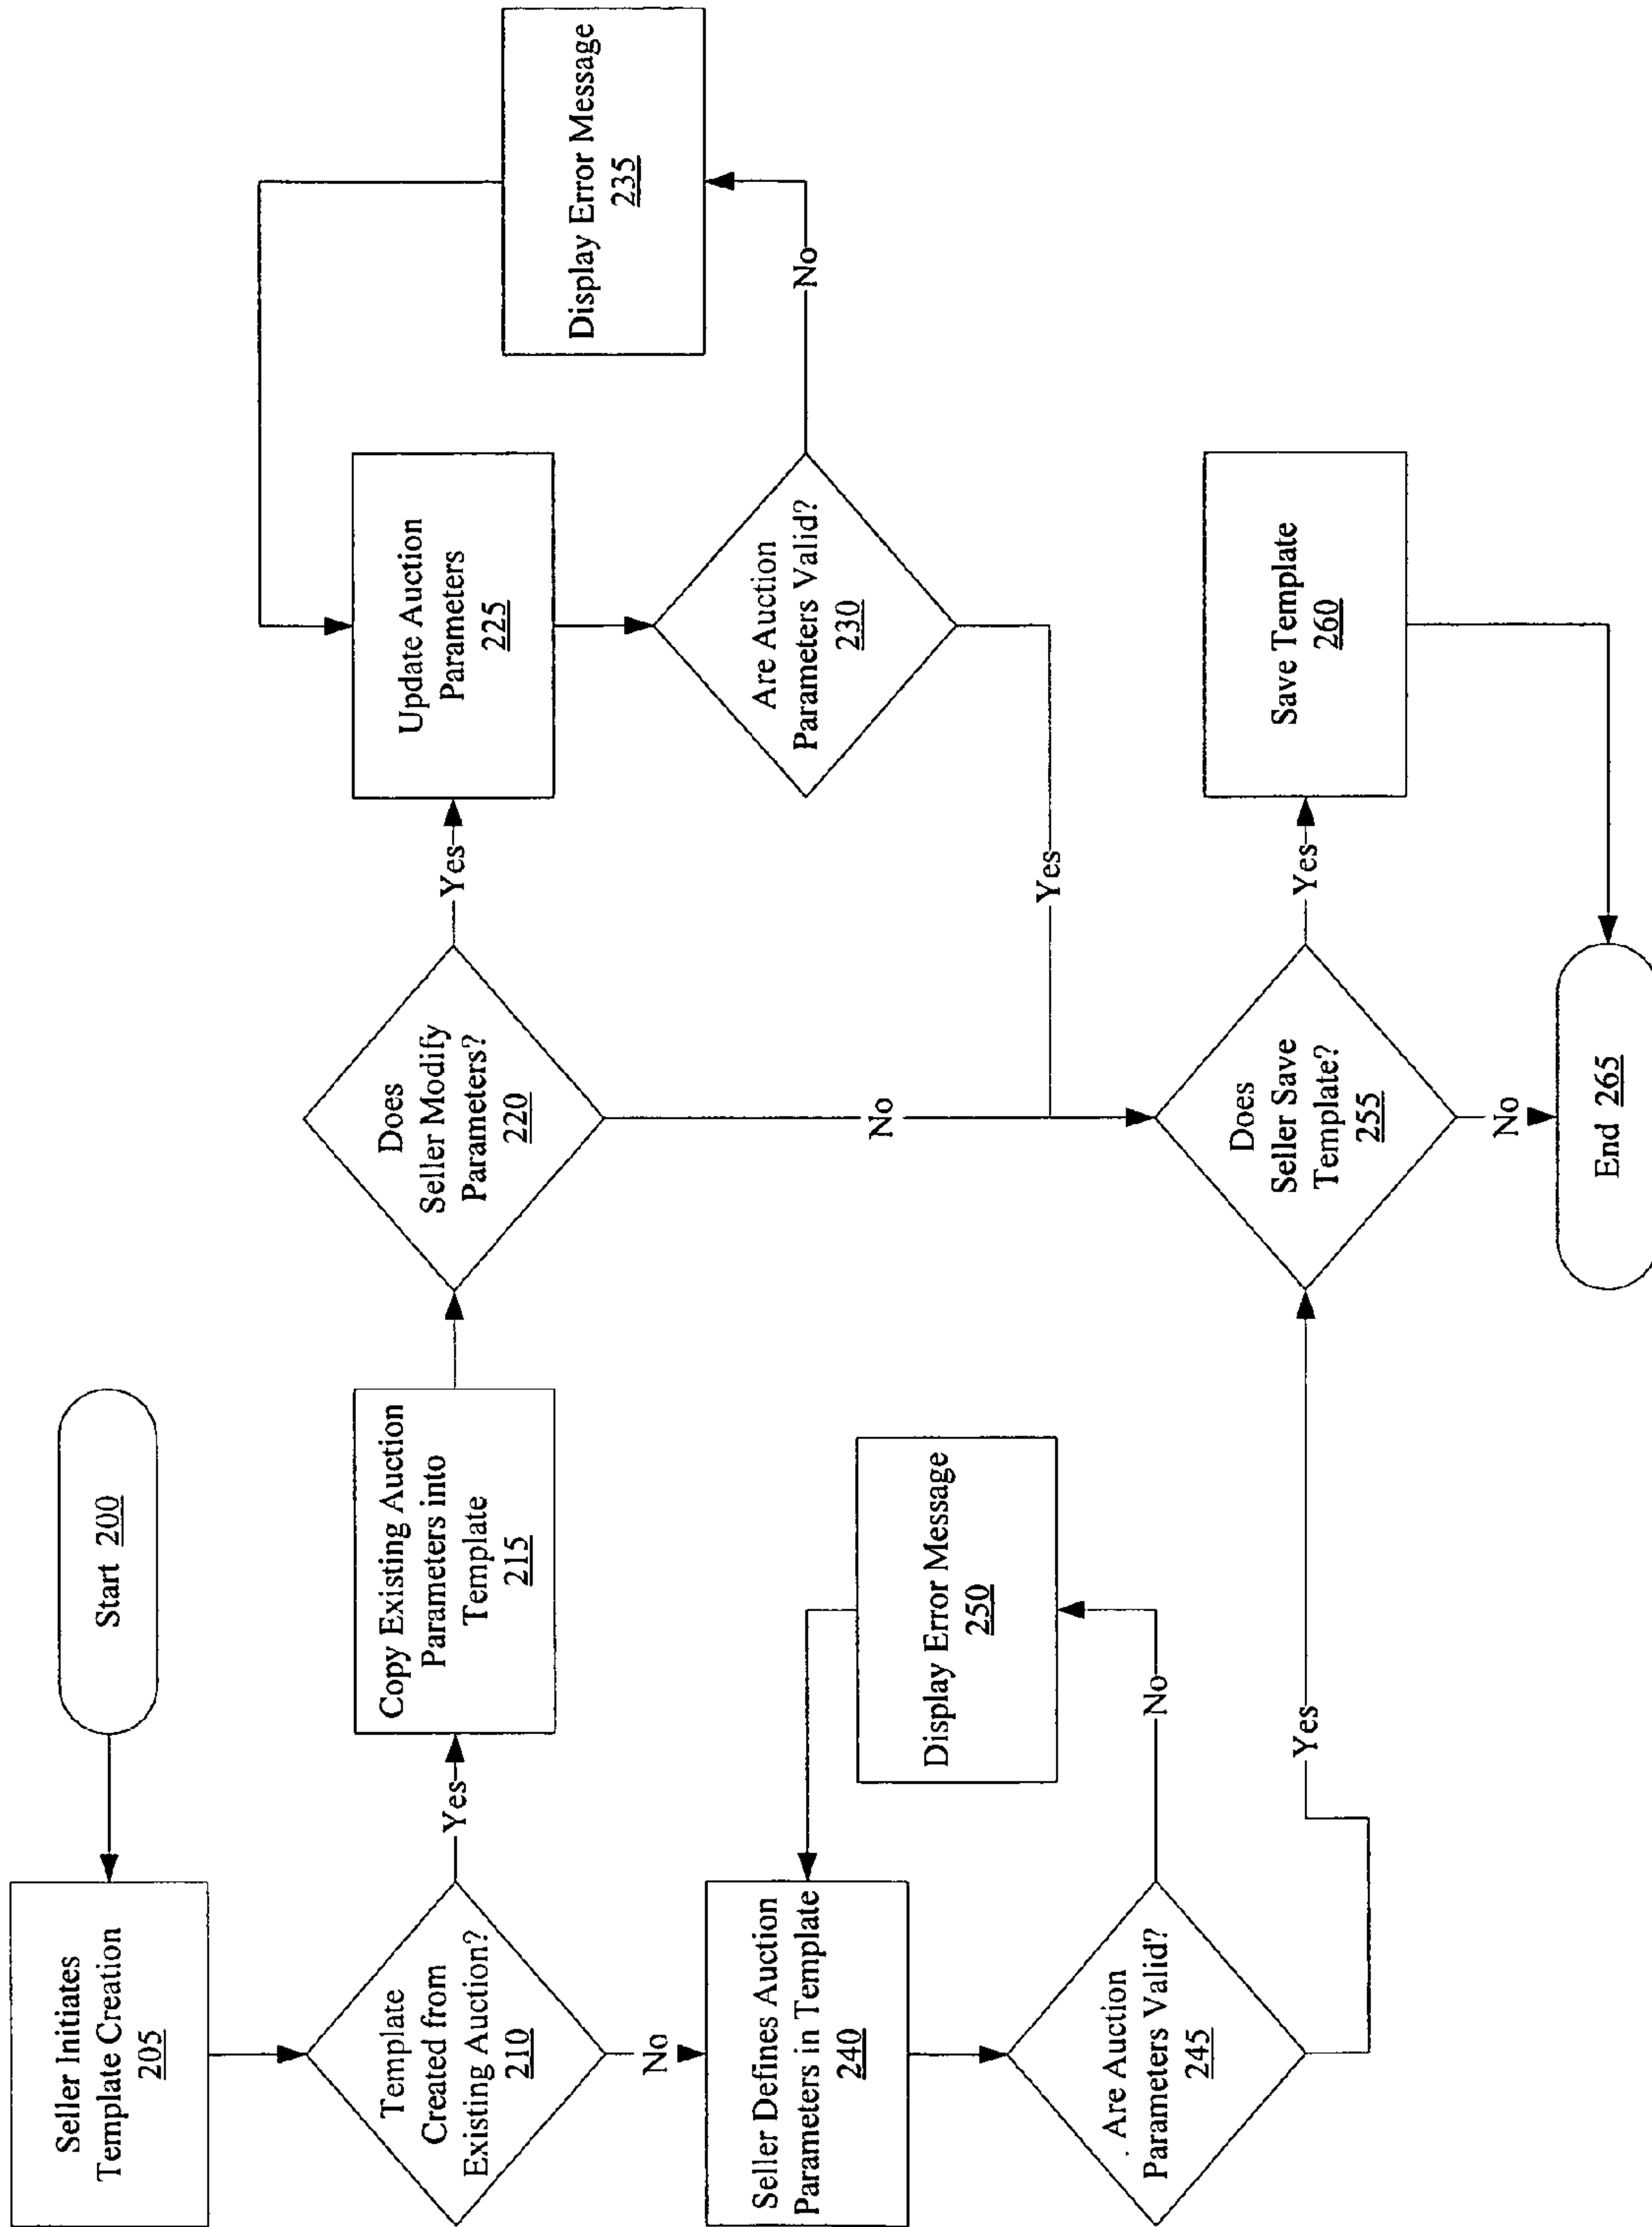 Start 200
Seller Initiates
Template Creation
205
Template
Created from
Existing Auction?
210
Yes
No
Copy Existing Auction
Parameters into
Template
215
Does
Seller Modify
Parameters?
220
Yes
No
Update Auction
Parameters
225
Are Auction
Parameters Valid?
230
No
Yes
Display Error Message
235
Seller Defines Auction
Parameters in Template
240
Are Auction
Parameters Valid?
245
No
Yes
Display Error Message
250
Does
Seller Save
Template?
255
Yes
No
Save Template
260
End 265